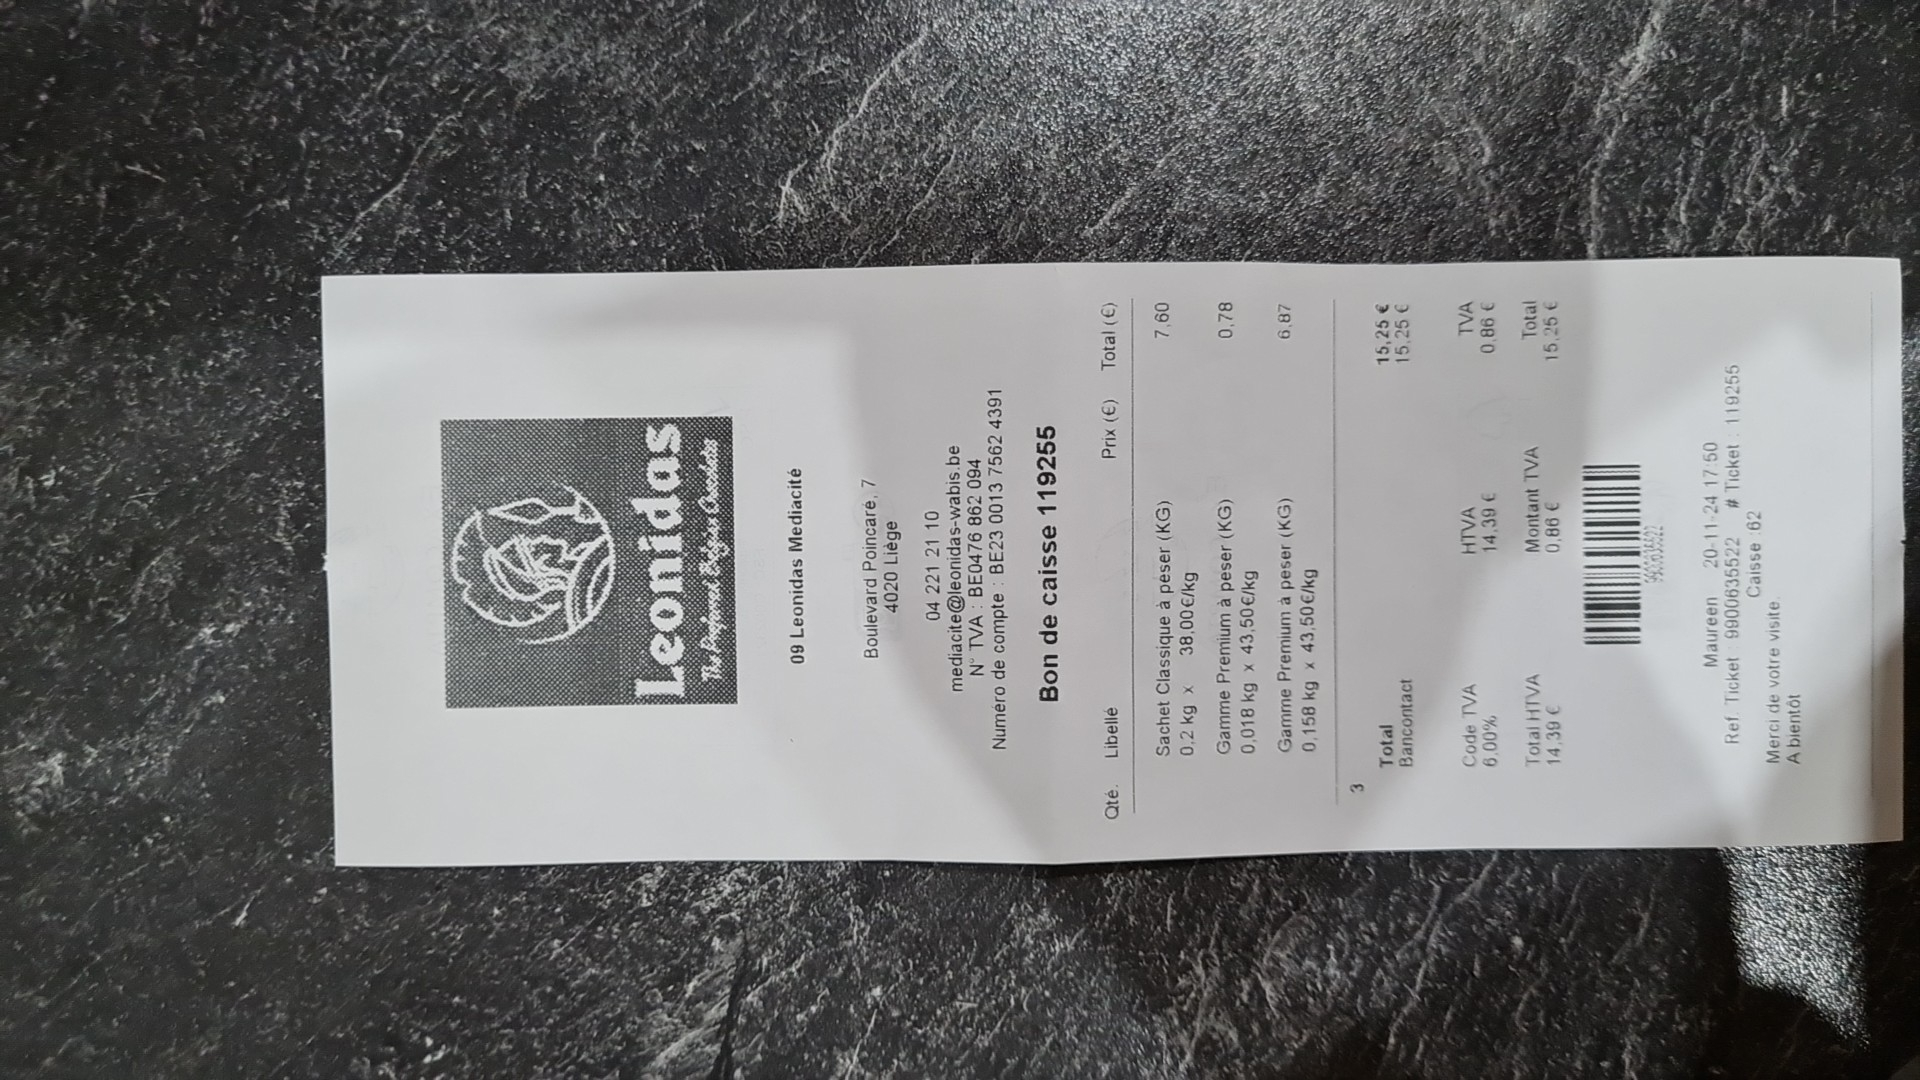 Leonidas
The Preferred Belgian Chocolates
09 Leonidas Mediacité
Boulevard Poincaré, 7
4020 Liège
04 221 21 10
mediacite@leonidas-wabis.be
N° TVA : BE0476 862 094
Numéro de compte : BE23 0013 7562 4391
Bon de caisse 119255
Qté. Libellé Prix (€) Total (€)
Sachet Classique à peser (KG) 7,60
0,2 kg x 38,00€/kg
Gamme Premium à peser (KG) 0,78
0,018 kg x 43,50€/kg
Gamme Premium à peser (KG) 6,87
0,158 kg x 43,50€/kg
3
Total 15,25 €
Bancontact 15,25 €
Code TVA HTVA TVA
6,00% 14,39 € 0,86 €
Total HTVA Montant TVA Total
14,39 € 0,86 € 15,25 €
9900635522
Maureen 20-11-24 17:50
Ref. Ticket : 9900635522 # Ticket : 119255
Caisse :62
Merci de votre visite.
A bientôt